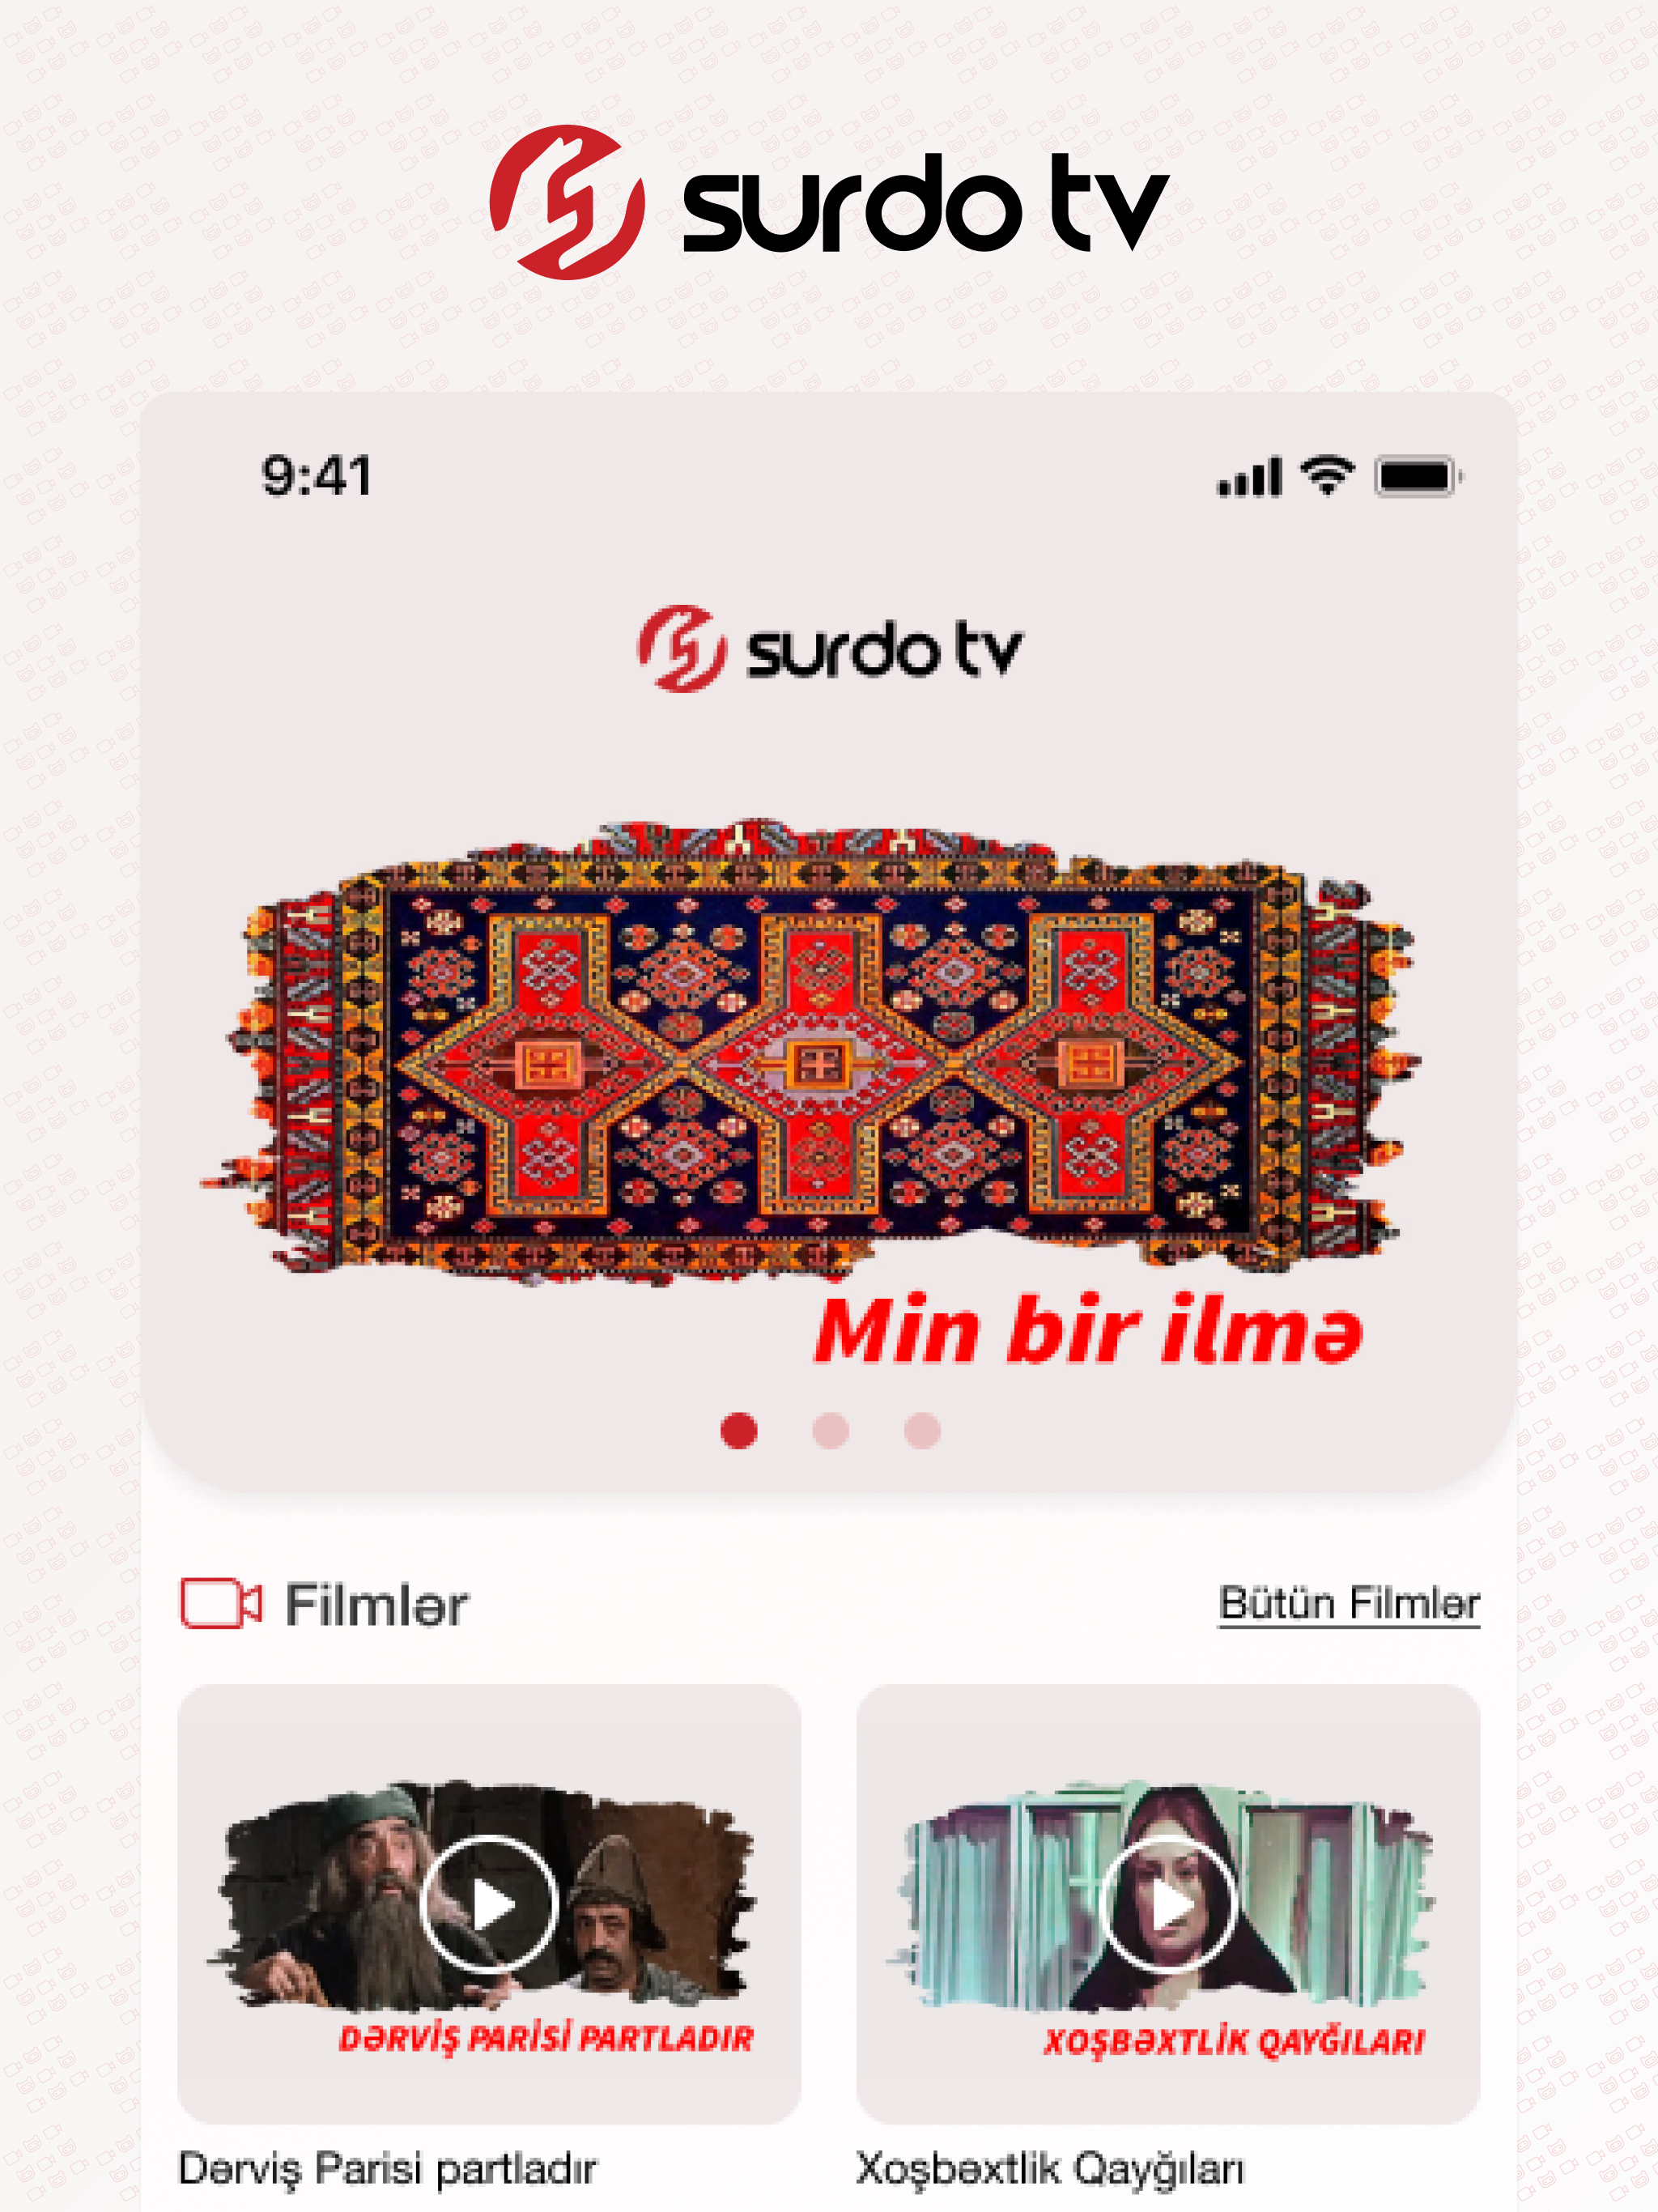 surdo tv
9:41
surdo tv
Min bir ilmə
Filmlər
Bütün Filmlər
DƏRVİŞ PARİSİ PARTLADIR
XOŞBƏXTLİK QAYĞILARI
Dərviş Parisi partladır
Xoşbəxtlik Qayğıları